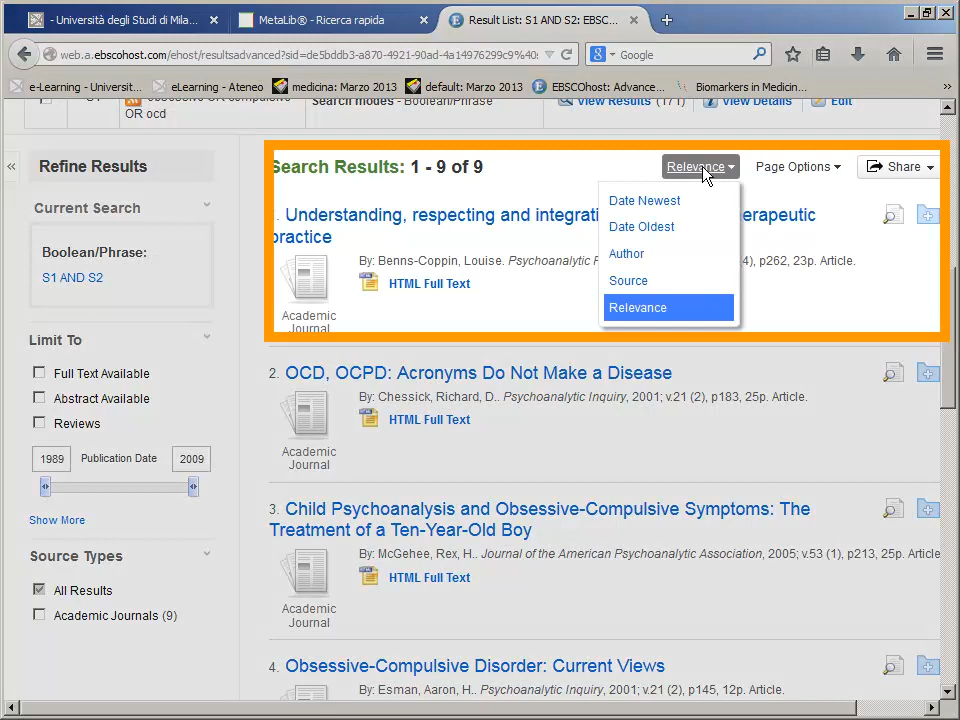 - Università degli Studi di Mila...
MetaLib® - Ricerca rapida
Result List: S1 AND S2: EBSC...
web.a.ebscohost.com/ehost/resultsadvanced?sid=de5bddb3-a870-4921-90ad-4a14976299c9%40s
Google
e-Learning - Universit...
eLearning - Ateneo
medicina: Marzo 2013
default: Marzo 2013
EBSCOhost: Advance...
Biomarkers in Medicin...
OR ocd
Search modes - Boolean/Phrase
View Results (171)
View Details
Edit
Refine Results
Current Search
Boolean/Phrase:
S1 AND S2
Limit To
Full Text Available
Abstract Available
Reviews
1989 Publication Date 2009
Show More
Source Types
All Results
Academic Journals (9)
Search Results: 1 - 9 of 9
Relevance
Page Options
Share
Date Newest
Date Oldest
Author
Source
Relevance
Understanding, respecting and integrati erapeutic
practice
By: Benns-Coppin, Louise. Psychoanalytic 4), p262, 23p. Article.
HTML Full Text
Academic
Journal
2. OCD, OCPD: Acronyms Do Not Make a Disease
By: Chessick, Richard, D.. Psychoanalytic Inquiry, 2001; v.21 (2), p183, 25p. Article.
HTML Full Text
Academic
Journal
3. Child Psychoanalysis and Obsessive-Compulsive Symptoms: The
Treatment of a Ten-Year-Old Boy
By: McGehee, Rex, H.. Journal of the American Psychoanalytic Association, 2005; v.53 (1), p213, 25p. Article
HTML Full Text
Academic
Journal
4. Obsessive-Compulsive Disorder: Current Views
By: Esman, Aaron, H.. Psychoanalytic Inquiry, 2001; v.21 (2), p145, 12p. Article.